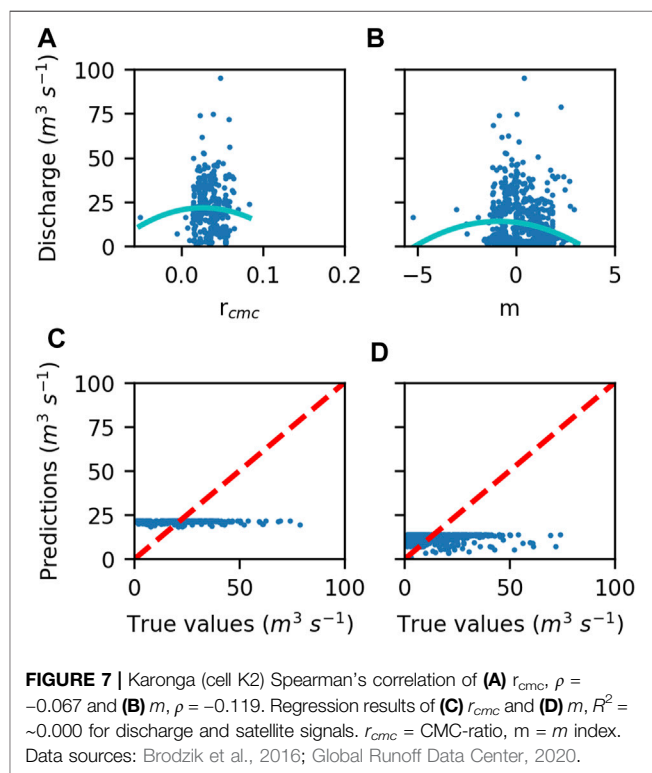 A
B
Discharge (m³ s⁻¹)
100
75
50
25
0
0.0 0.1 0.2
r_cmc
−5 0 5
m
C
D
Predictions (m³ s⁻¹)
100
75
50
25
0
0 50 100
0 50 100
True values (m³ s⁻¹) True values (m³ s⁻¹)
FIGURE 7 | Karonga (cell K2) Spearman's correlation of (A) r_cmc, ρ =
−0.067 and (B) m, ρ = −0.119. Regression results of (C) r_cmc and (D) m, R² =
~0.000 for discharge and satellite signals. r_cmc = CMC-ratio, m = m index.
Data sources: Brodzik et al., 2016; Global Runoff Data Center, 2020.